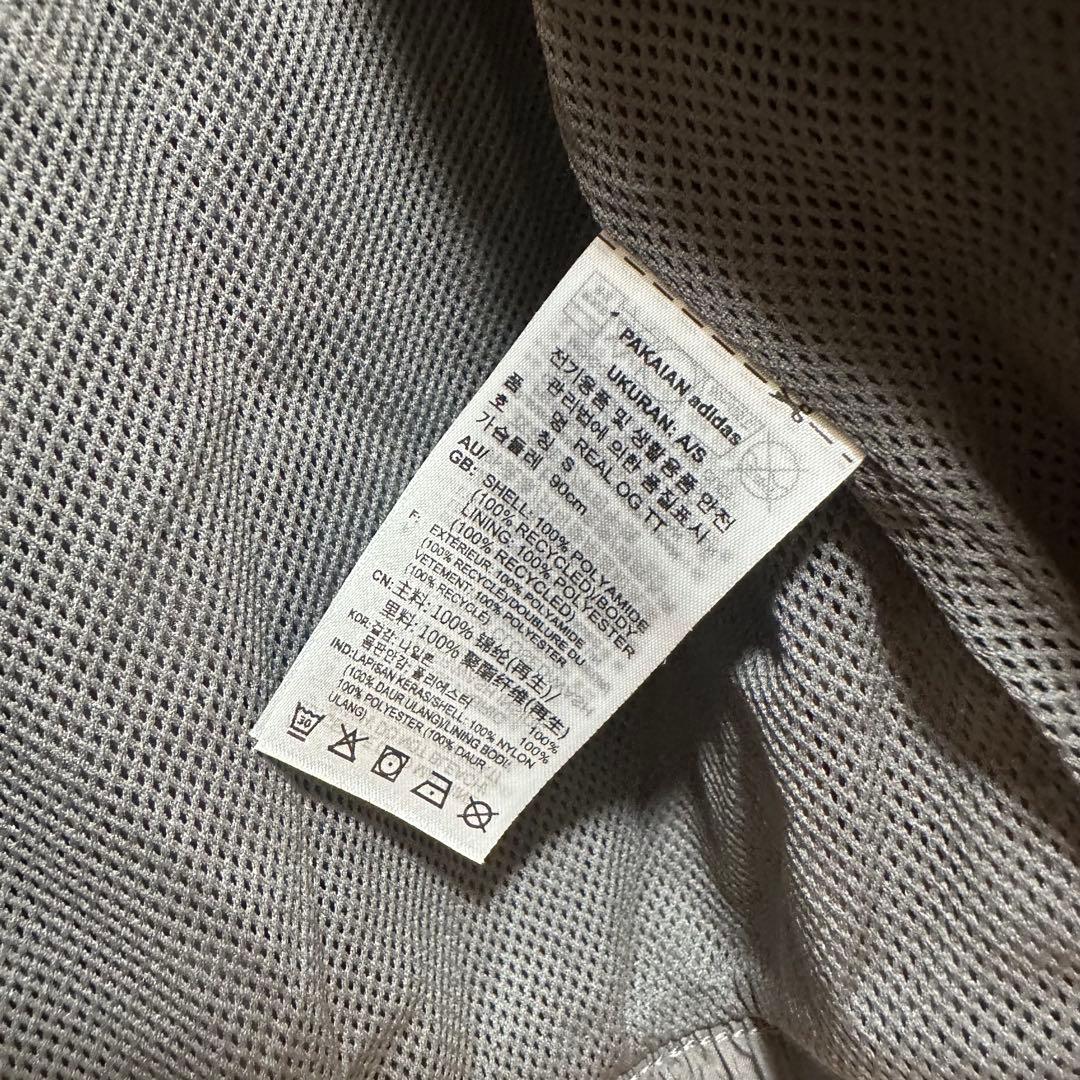 PAKAIAN adidas
UKURAN: A/S
전기용품 및 생활용품 안전
관리법에 의한 품질표시
품 명 REAL OG TT
호 칭 S
가슴둘레 90cm
AU/
GB: SHELL: 100% POLYAMIDE
(100% RECYCLED)/BODY
LINING: 100% POLYESTER
(100% RECYCLED)
F: EXTÉRIEUR: 100% POLYAMIDE
(100% RECYCLE)/DOUBLURE DU
VETEMENT: 100% POLYESTER
(100% RECYCLE)
CN: 主料: 100% 锦纶(再生)/
里料: 100% 聚酯纤维(再生)
KOR:겉감: 나일론 100%
몸판안감: 폴리에스터 100%
IND:LAPISAN KERAS/SHELL: 100% NYLON
(100% DAUR ULANG)/LINING BODI:
100% POLYESTER (100% DAUR
ULANG)
30